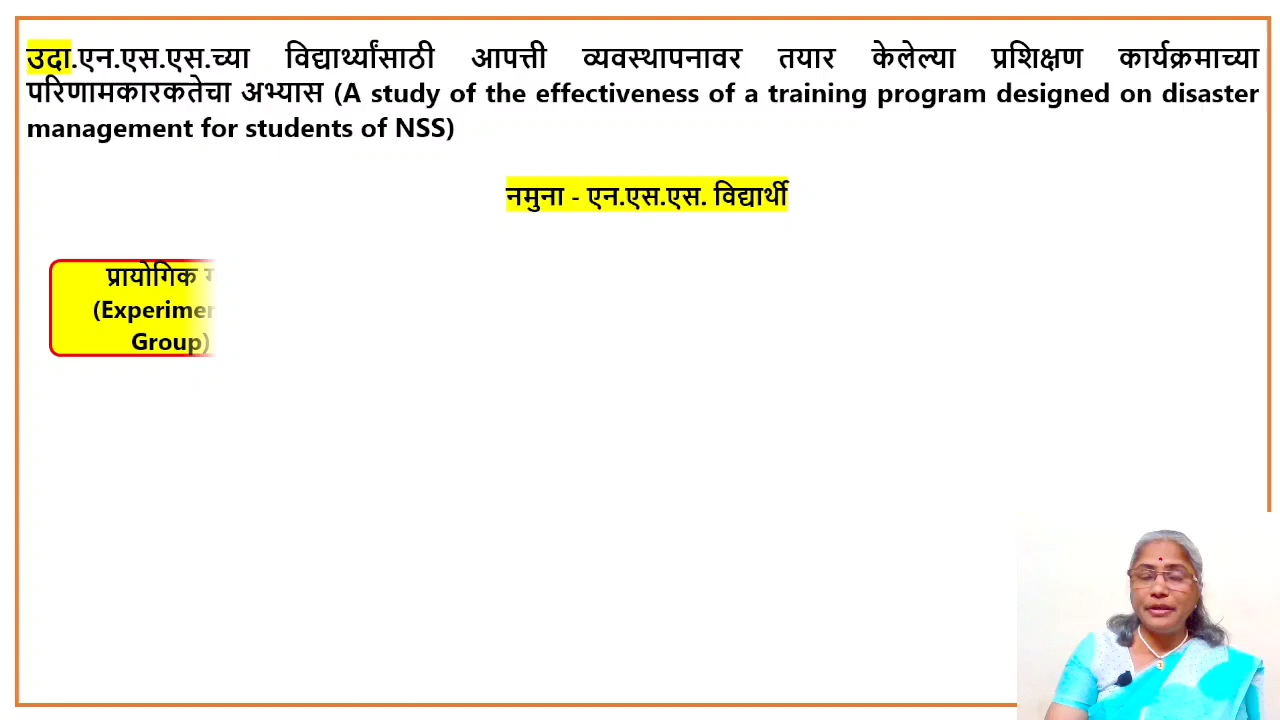 उदा.एन.एस.एस.च्या विद्यार्थ्यांसाठी आपत्ती व्यवस्थापनावर तयार केलेल्या प्रशिक्षण कार्यक्रमाच्या
परिणामकारकतेचा अभ्यास (A study of the effectiveness of a training program designed on disaster
management for students of NSS)
नमुना - एन.एस.एस. विद्यार्थी
प्रायोगिक
Group)